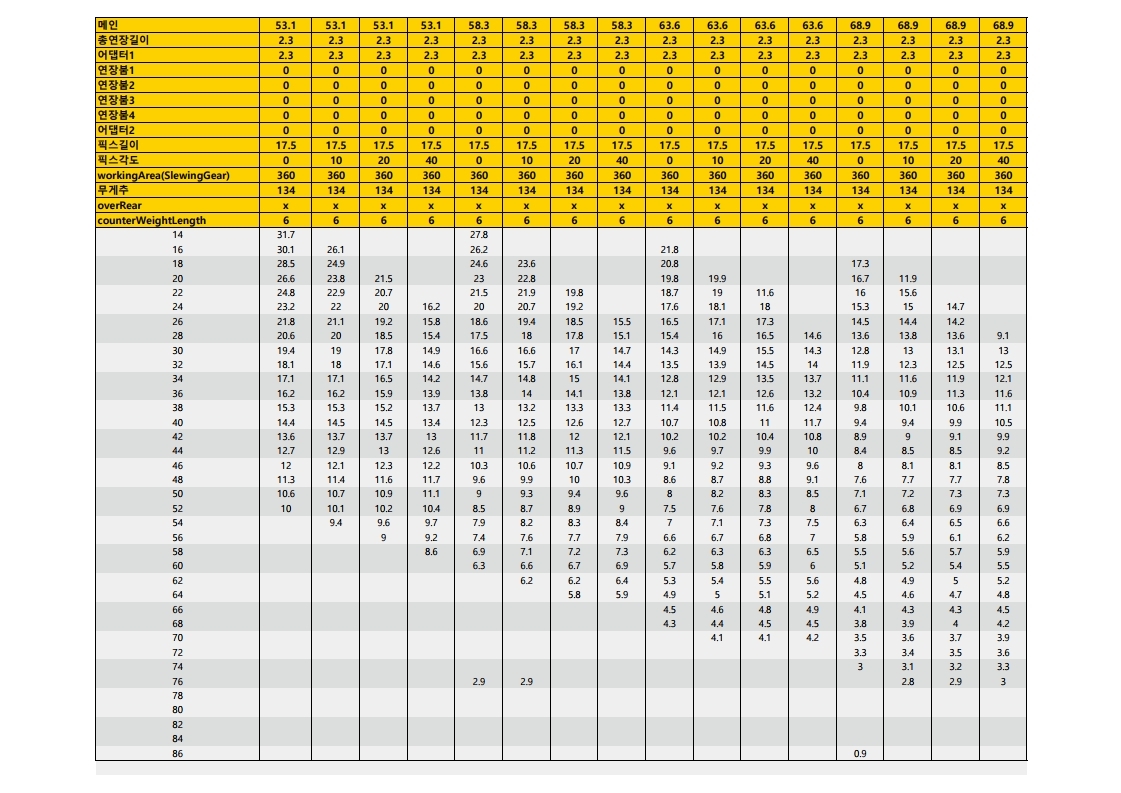 메인 53.1 53.1 53.1 53.1 58.3 58.3 58.3 58.3 63.6 63.6 63.6 63.6 68.9 68.9 68.9 68.9
총연장길이 2.3 2.3 2.3 2.3 2.3 2.3 2.3 2.3 2.3 2.3 2.3 2.3 2.3 2.3 2.3 2.3
어댑터1 2.3 2.3 2.3 2.3 2.3 2.3 2.3 2.3 2.3 2.3 2.3 2.3 2.3 2.3 2.3 2.3
연장붐1 0 0 0 0 0 0 0 0 0 0 0 0 0 0 0 0
연장붐2 0 0 0 0 0 0 0 0 0 0 0 0 0 0 0 0
연장붐3 0 0 0 0 0 0 0 0 0 0 0 0 0 0 0 0
연장붐4 0 0 0 0 0 0 0 0 0 0 0 0 0 0 0 0
어댑터2 0 0 0 0 0 0 0 0 0 0 0 0 0 0 0 0
픽스길이 17.5 17.5 17.5 17.5 17.5 17.5 17.5 17.5 17.5 17.5 17.5 17.5 17.5 17.5 17.5 17.5
픽스각도 0 10 20 40 0 10 20 40 0 10 20 40 0 10 20 40
workingArea(SlewingGear) 360 360 360 360 360 360 360 360 360 360 360 360 360 360 360 360
무게추 134 134 134 134 134 134 134 134 134 134 134 134 134 134 134 134
overRear x x x x x x x x x x x x x x x x
counterWeightLength 6 6 6 6 6 6 6 6 6 6 6 6 6 6 6 6
14 31.7 27.8
16 30.1 26.1 26.2 21.8
18 28.5 24.9 24.6 23.6 20.8 17.3
20 26.6 23.8 21.5 23 22.8 19.8 19.9 16.7 11.9
22 24.8 22.9 20.7 21.5 21.9 19.8 18.7 19 11.6 16 15.6
24 23.2 22 20 16.2 20 20.7 19.2 17.6 18.1 18 15.3 15 14.7
26 21.8 21.1 19.2 15.8 18.6 19.4 18.5 15.5 16.5 17.1 17.3 14.5 14.4 14.2
28 20.6 20 18.5 15.4 17.5 18 17.8 15.1 15.4 16 16.5 14.6 13.6 13.8 13.6 9.1
30 19.4 19 17.8 14.9 16.6 16.6 17 14.7 14.3 14.9 15.5 14.3 12.8 13 13.1 13
32 18.1 18 17.1 14.6 15.6 15.7 16.1 14.4 13.5 13.9 14.5 14 11.9 12.3 12.5 12.5
34 17.1 17.1 16.5 14.2 14.7 14.8 15 14.1 12.8 12.9 13.5 13.7 11.1 11.6 11.9 12.1
36 16.2 16.2 15.9 13.9 13.8 14 14.1 13.8 12.1 12.1 12.6 13.2 10.4 10.9 11.3 11.6
38 15.3 15.3 15.2 13.7 13 13.2 13.3 13.3 11.4 11.5 11.6 12.4 9.8 10.1 10.6 11.1
40 14.4 14.5 14.5 13.4 12.3 12.5 12.6 12.7 10.7 10.8 11 11.7 9.4 9.4 9.9 10.5
42 13.6 13.7 13.7 13 11.7 11.8 12 12.1 10.2 10.2 10.4 10.8 8.9 9 9.1 9.9
44 12.7 12.9 13 12.6 11 11.2 11.3 11.5 9.6 9.7 9.9 10 8.4 8.5 8.5 9.2
46 12 12.1 12.3 12.2 10.3 10.6 10.7 10.9 9.1 9.2 9.3 9.6 8 8.1 8.1 8.5
48 11.3 11.4 11.6 11.7 9.6 9.9 10 10.3 8.6 8.7 8.8 9.1 7.6 7.7 7.7 7.8
50 10.6 10.7 10.9 11.1 9 9.3 9.4 9.6 8 8.2 8.3 8.5 7.1 7.2 7.3 7.3
52 10 10.1 10.2 10.4 8.5 8.7 8.9 9 7.5 7.6 7.8 8 6.7 6.8 6.9 6.9
54 9.4 9.6 9.7 7.9 8.2 8.3 8.4 7 7.1 7.3 7.5 6.3 6.4 6.5 6.6
56 9 9.2 7.4 7.6 7.7 7.9 6.6 6.7 6.8 7 5.8 5.9 6.1 6.2
58 8.6 6.9 7.1 7.2 7.3 6.2 6.3 6.3 6.5 5.5 5.6 5.7 5.9
60 6.3 6.6 6.7 6.9 5.7 5.8 5.9 6 5.1 5.2 5.4 5.5
62 6.2 6.2 6.4 5.3 5.4 5.5 5.6 4.8 4.9 5 5.2
64 5.8 5.9 4.9 5 5.1 5.2 4.5 4.6 4.7 4.8
66 4.5 4.6 4.8 4.9 4.1 4.3 4.3 4.5
68 4.3 4.4 4.5 4.5 3.8 3.9 4 4.2
70 4.1 4.1 4.2 3.5 3.6 3.7 3.9
72 3.3 3.4 3.5 3.6
74 3 3.1 3.2 3.3
76 2.9 2.9 2.8 2.9 3
78
80
82
84
86 0.9